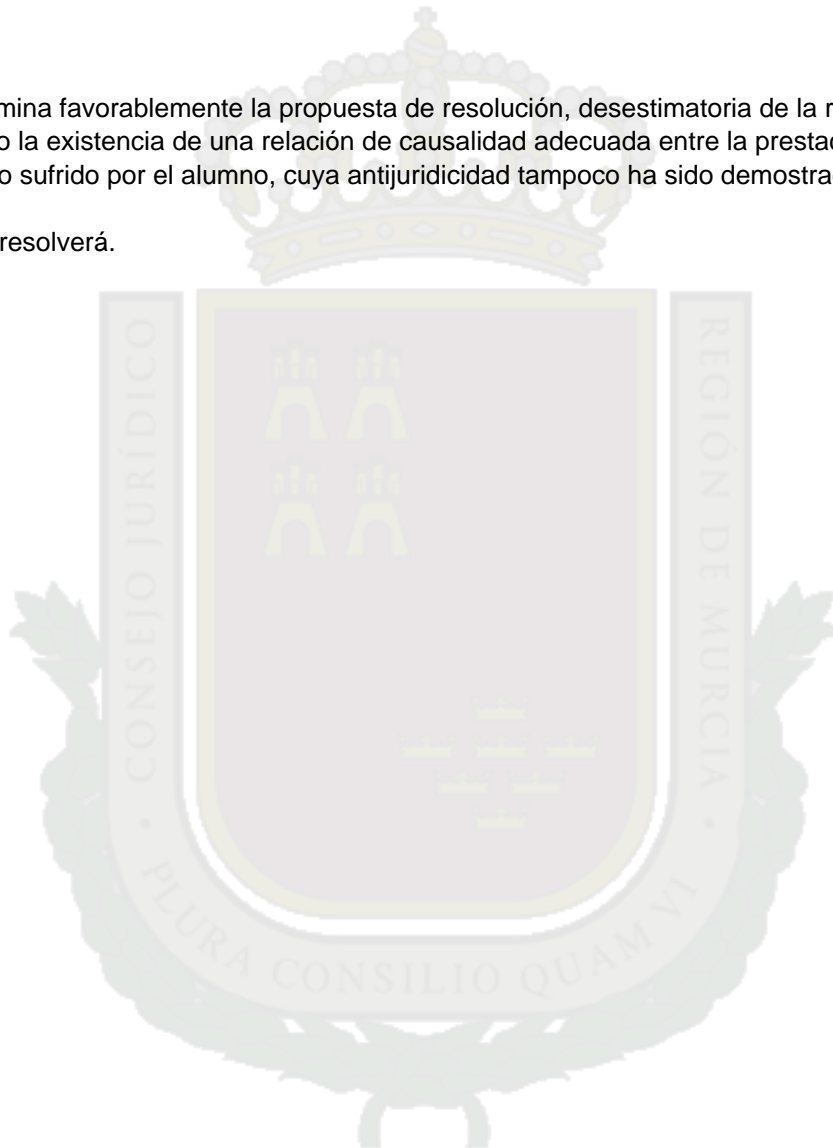 mina favorablemente la propuesta de resolución, desestimatoria de la
o la existencia de una relación de causalidad adecuada entre la
o sufrido por el alumno, cuya antijuridicidad tampoco ha sido
resolverá.
CONSEJO JURÍDICO
REGIÓN DE MURCIA
PLURA CONSILIO QUAM VI